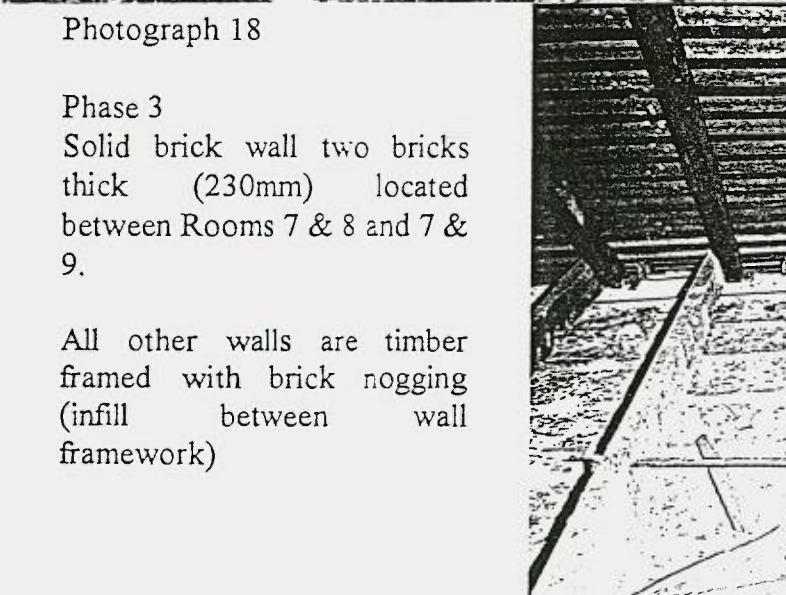 Photograph 18
Phase 3
Solid brick wall two bricks
thick (230mm) located
between Rooms 7 & 8 and 7 &
9.
All other walls are timber
framed with brick nogging
(infill between wall
framework)